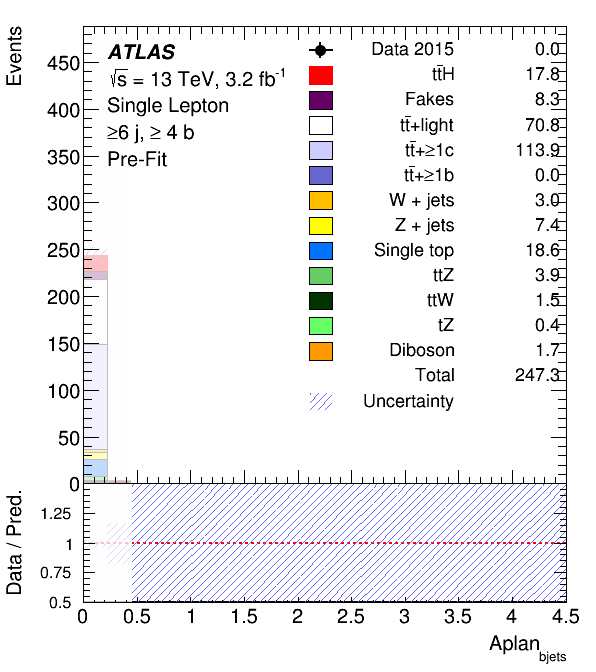 Events
450
400
350
300
250
200
150
100
50
0
ATLAS
√s = 13 TeV, 3.2 fb⁻¹
Single Lepton
≥6 j, ≥ 4 b
Pre-Fit
Data 2015 0.0
tt̄H 17.8
Fakes 8.3
tt̄+light 70.8
tt̄+≥1c 113.9
tt̄+≥1b 0.0
W + jets 3.0
Z + jets 7.4
Single top 18.6
ttZ 3.9
ttW 1.5
tZ 0.4
Diboson 1.7
Total 247.3
Uncertainty
Data / Pred.
1.25
1
0.75
0.5
0 0.5 1 1.5 2 2.5 3 3.5 4 4.5
Aplan_bjets